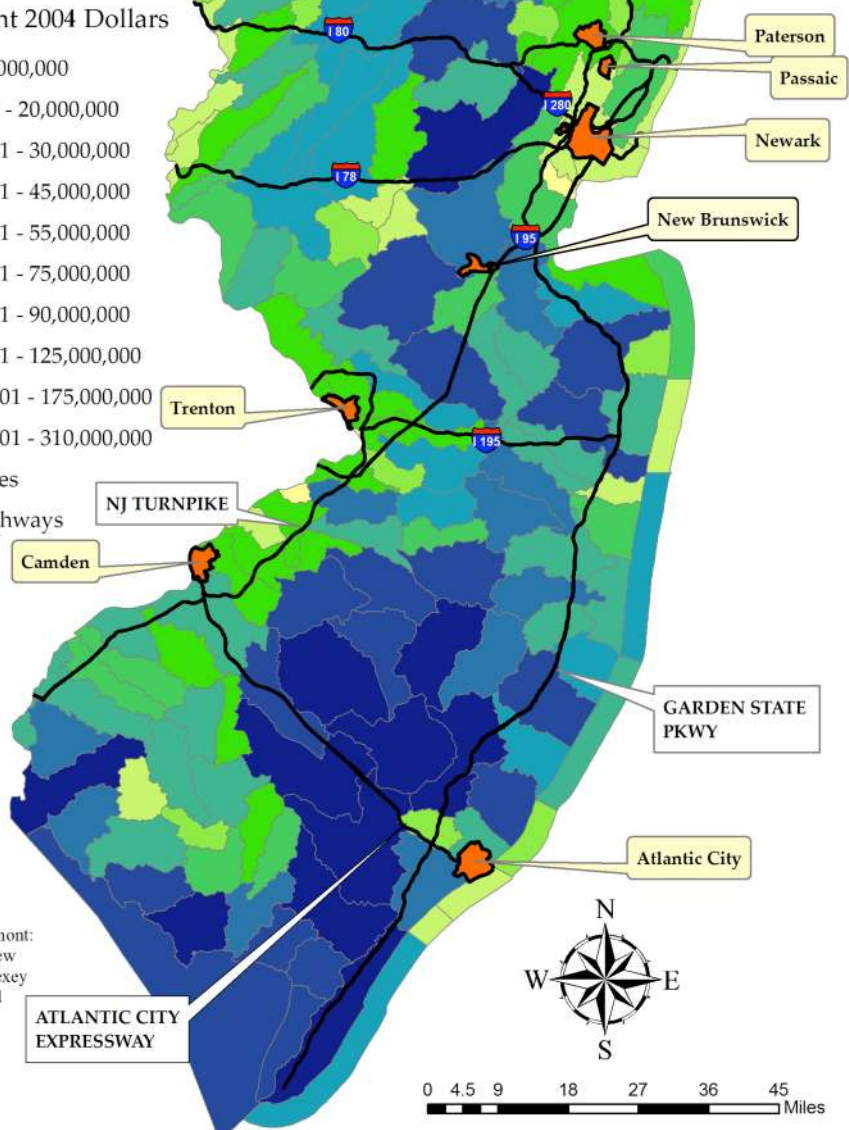 nt 2004 Dollars
000,000
- 20,000,000
1 - 30,000,000
1 - 45,000,000
1 - 55,000,000
1 - 75,000,000
1 - 90,000,000
1 - 125,000,000
01 - 175,000,000
01 - 310,000,000
es
hways
I 80
Paterson
Passaic
I 280
Newark
I 78
New Brunswick
I 95
Trenton
I 195
NJ TURNPIKE
Camden
GARDEN STATE
PKWY
Atlantic City
mont:
ew
exey
ATLANTIC CITY
EXPRESSWAY
N
W E
S
0 4.5 9 18 27 36 45
Miles